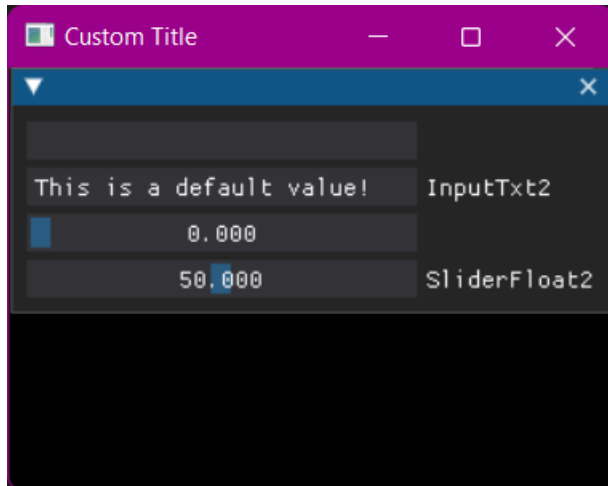 Custom Title
This is a default value! InputTxt2
0.000
50.000 SliderFloat2